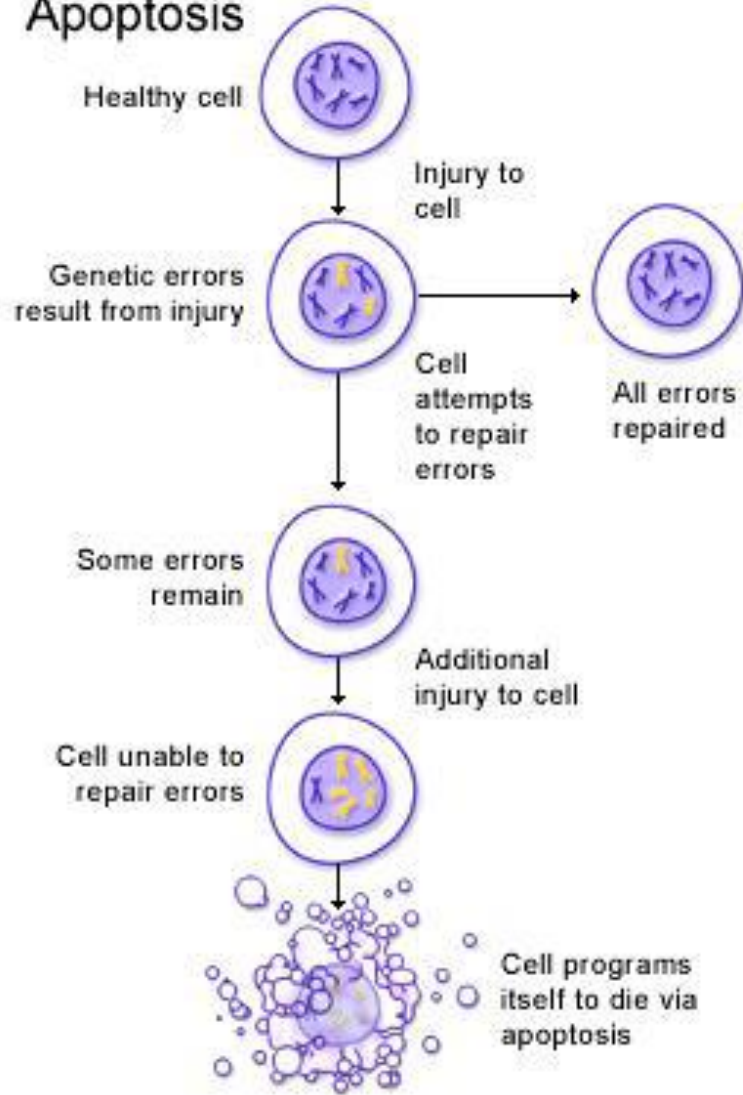 Apoptosis
Healthy cell
Injury to
cell
Genetic errors
result from injury
Cell
attempts
to repair
errors
All errors
repaired
Some errors
remain
Additional
injury to cell
Cell unable to
repair errors
Cell programs
itself to die via
apoptosis